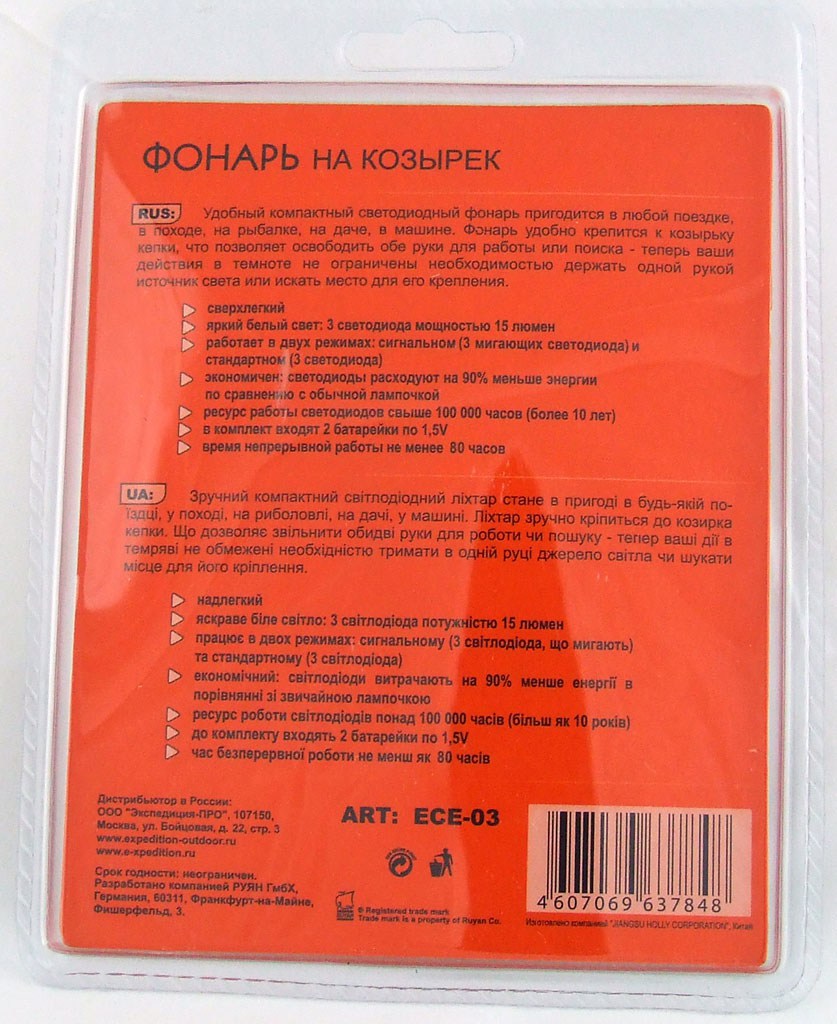 ФОНАРЬ НА КОЗЫРЕК
RUS: Удобный компактный светодиодный фонарь пригодится в любой поездке,
в походе, на рыбалке, на даче, в машине. Фонарь удобно крепится к козырьку
кепки, что позволяет освободить обе руки для работы или поиска - теперь ваши
действия в темноте не ограничены необходимостью держать одной рукой
источник света или искать место для его крепления.
сверхлегкий
яркий белый свет: 3 светодиода мощностью 15 люмен
работает в двух режимах: сигнальном (3 мигающих светодиода) и
стандартном (3 светодиода)
экономичен: светодиоды расходуют на 90% меньше энергии
по сравнению с обычной лампочкой
ресурс работы светодиодов свыше 100 000 часов (более 10 лет)
в комплект входят 2 батарейки по 1,5V
время непрерывной работы не менее 80 часов
UA: Зручний компактний світлодіодний ліхтар стане в пригоді в будь-якій по-
їздці, у поході, на риболовлі, на дачі, у машині. Ліхтар зручно кріпиться до козирка
кепки. Що дозволяє звільнити обидві руки для роботи чи пошуку - тепер ваші дії в
темряві не обмежені необхідністю тримати в одній руці джерело світла чи шукати
місце для його кріплення.
надлегкий
яскраве біле світло: 3 світлодіода потужністю 15 люмен
працює в двох режимах: сигнальному (3 світлодіода, що мигають)
та стандартному (3 світлодіода)
економічний: світлодіоди витрачають на 90% менше енергії в
порівнянні зі звичайною лампочкою
ресурс роботи світлодіодів понад 100 000 часів (більш як 10 років)
до комплекту входять 2 батарейки по 1,5V
час безперервної роботи не менш як 80 часів
Дистрибьютор в России:
ООО "Экспедиция-ПРО", 107150,
Москва, ул. Бойцовая, д. 22, стр. 3
www.expedition-outdoor.ru
www.e-xpedition.ru
Срок годности: неограничен.
Разработано компанией РУЯН ГмбХ,
Германия, 60311, Франкфурт-на-Майне,
Фишерфельд, 3.
ART: ECE-03
® Registered trade mark
Trade mark is a property of Ruyan Co.
4 607069 637848
Изготовлено компанией "JIANGSU HOLLY CORPORATION", Китай